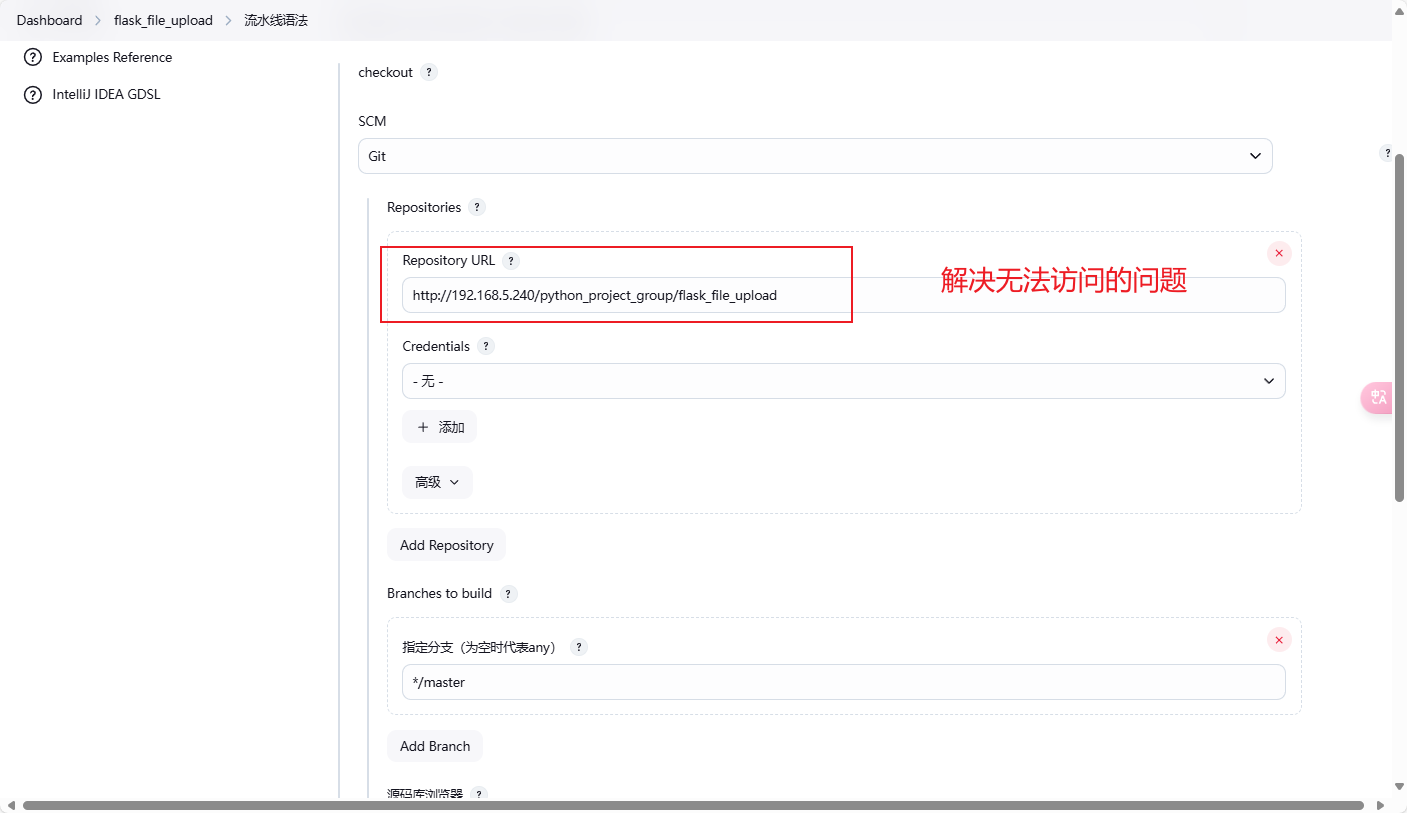 Dashboard > flask_file_upload > 流水线语法
Examples Reference
IntelliJ IDEA GDSL
checkout ?
SCM
Git
?
Repositories ?
Repository URL ?
http://192.168.5.240/python_project_group/flask_file_upload
解决无法访问的问题
Credentials ?
- 无 -
添加
高级
Add Repository
Branches to build ?
指定分支（为空时代表any） ?
*/master
Add Branch
源码库浏览器 ?